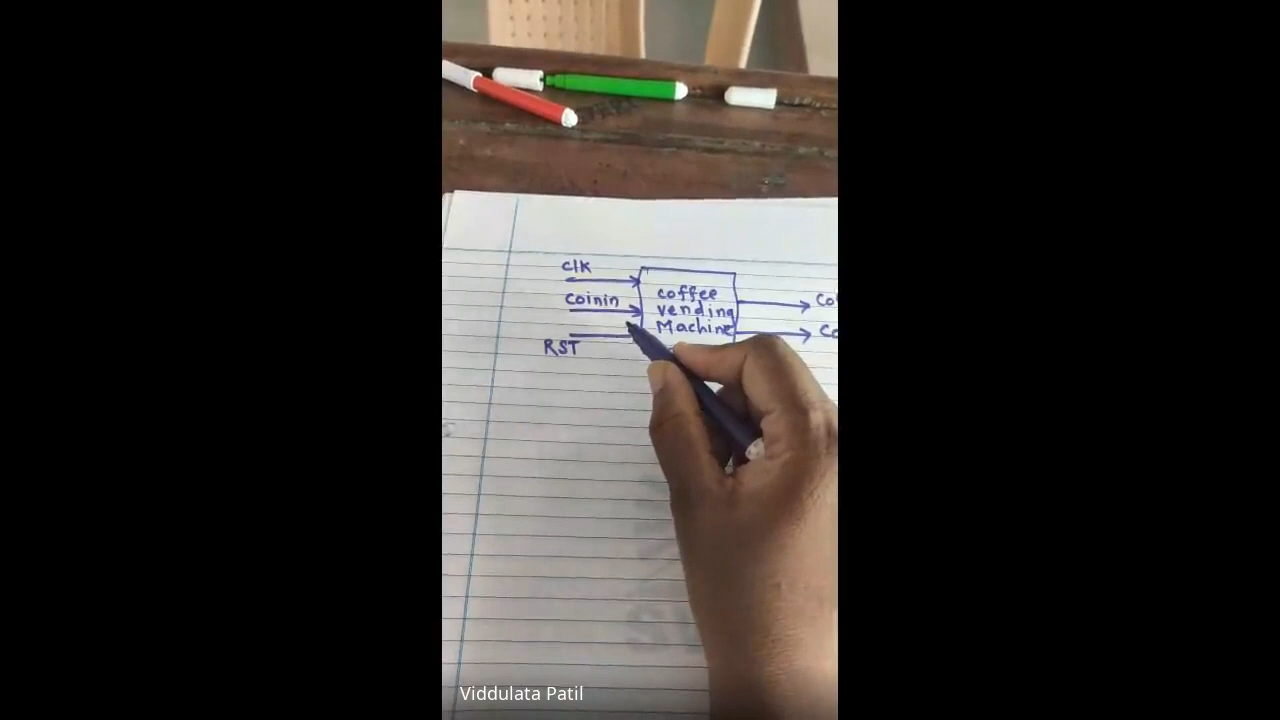 clk
coinin
RST
coffee
vending
Machine
Viddulata Patil